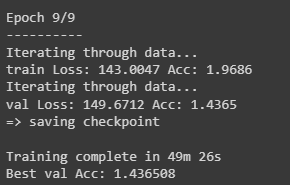 Epoch 9/9
----------
Iterating through data...
train Loss: 143.0047 Acc: 1.9686
Iterating through data...
val Loss: 149.6712 Acc: 1.4365
=> saving checkpoint
Training complete in 49m 26s
Best val Acc: 1.436508